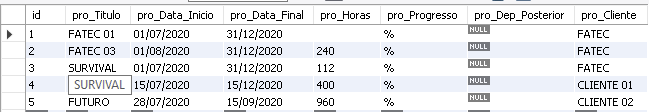 id pro_Titulo pro_Data_Inicio pro_Data_Final pro_Horas pro_Progresso pro_Dep_Posterior pro_Cliente
1 FATEC 01 01/07/2020 31/12/2020 % NULL FATEC
2 FATEC 03 01/08/2020 31/12/2020 240 % NULL FATEC
3 SURVIVAL 01/07/2020 31/12/2020 112 % NULL FATEC
4 SURVIVAL 15/07/2020 15/12/2020 400 % NULL CLIENTE 01
5 FUTURO 28/07/2020 15/09/2020 960 % NULL CLIENTE 02